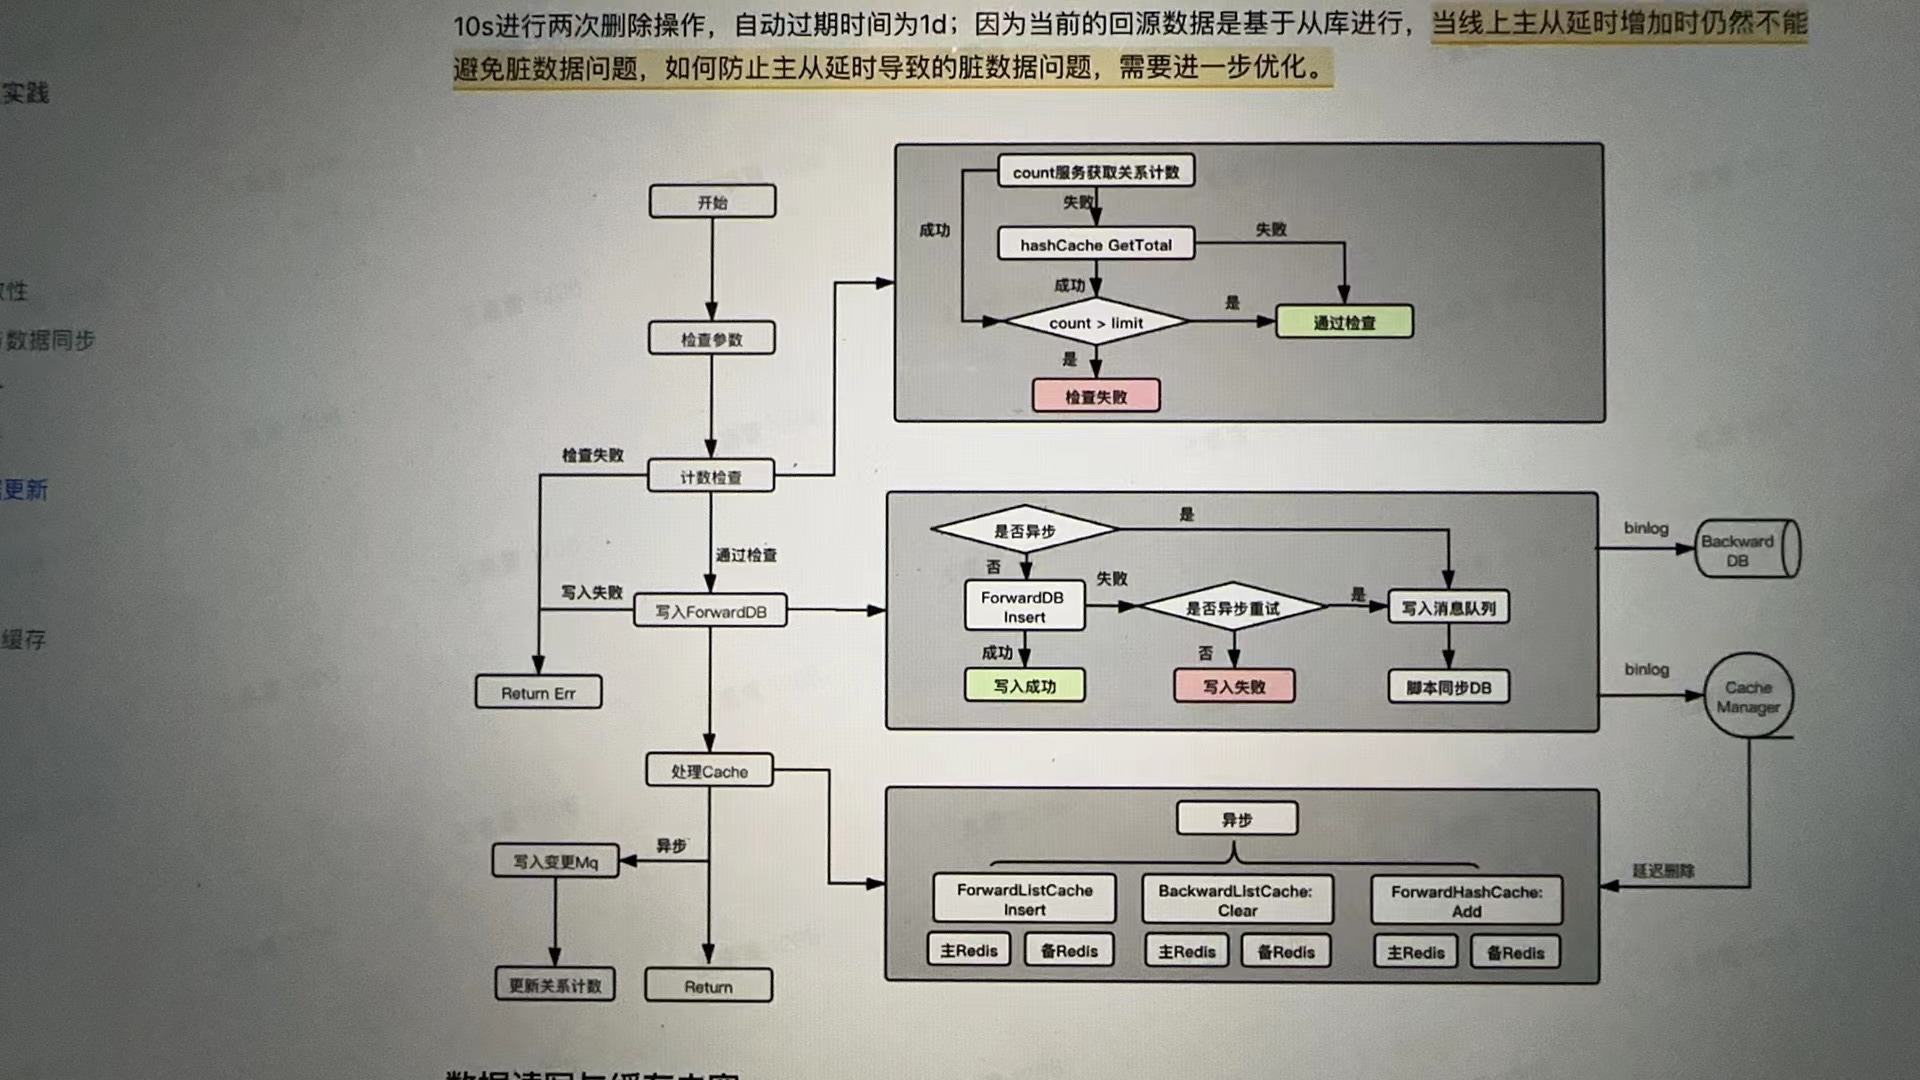 10s进行两次删除操作，自动过期时间为1d；因为当前的回源数据是基于从库进行，当线上主从延时增加时仍然不能
避免脏数据问题，如何防止主从延时导致的脏数据问题，需要进一步优化。
实践
性
数据同步
更新
缓存
开始
检查参数
检查失败
计数检查
通过检查
写入失败
写入ForwardDB
Return Err
处理Cache
异步
写入变更Mq
更新关系计数
Return
count服务获取关系计数
失败
成功
hashCache GetTotal
失败
成功
count > limit
是
通过检查
是
检查失败
是否异步
是
否
ForwardDB
Insert
失败
是否异步重试
是
写入消息队列
成功
否
写入成功
写入失败
脚本同步DB
binlog
Backward
DB
binlog
Cache
Manager
延迟删除
异步
ForwardListCache
Insert
BackwardListCache:
Clear
ForwardHashCache:
Add
主Redis
备Redis
主Redis
备Redis
主Redis
备Redis